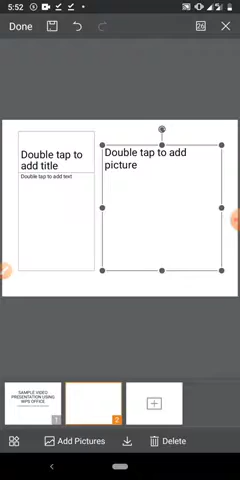 5:52
Done
26
Double tap to
add title
Double tap to add text
Double tap to add
picture
SAMPLE VIDEO
PRESENTATION USING
WPS OFFICE
1
2
Add Pictures
Delete